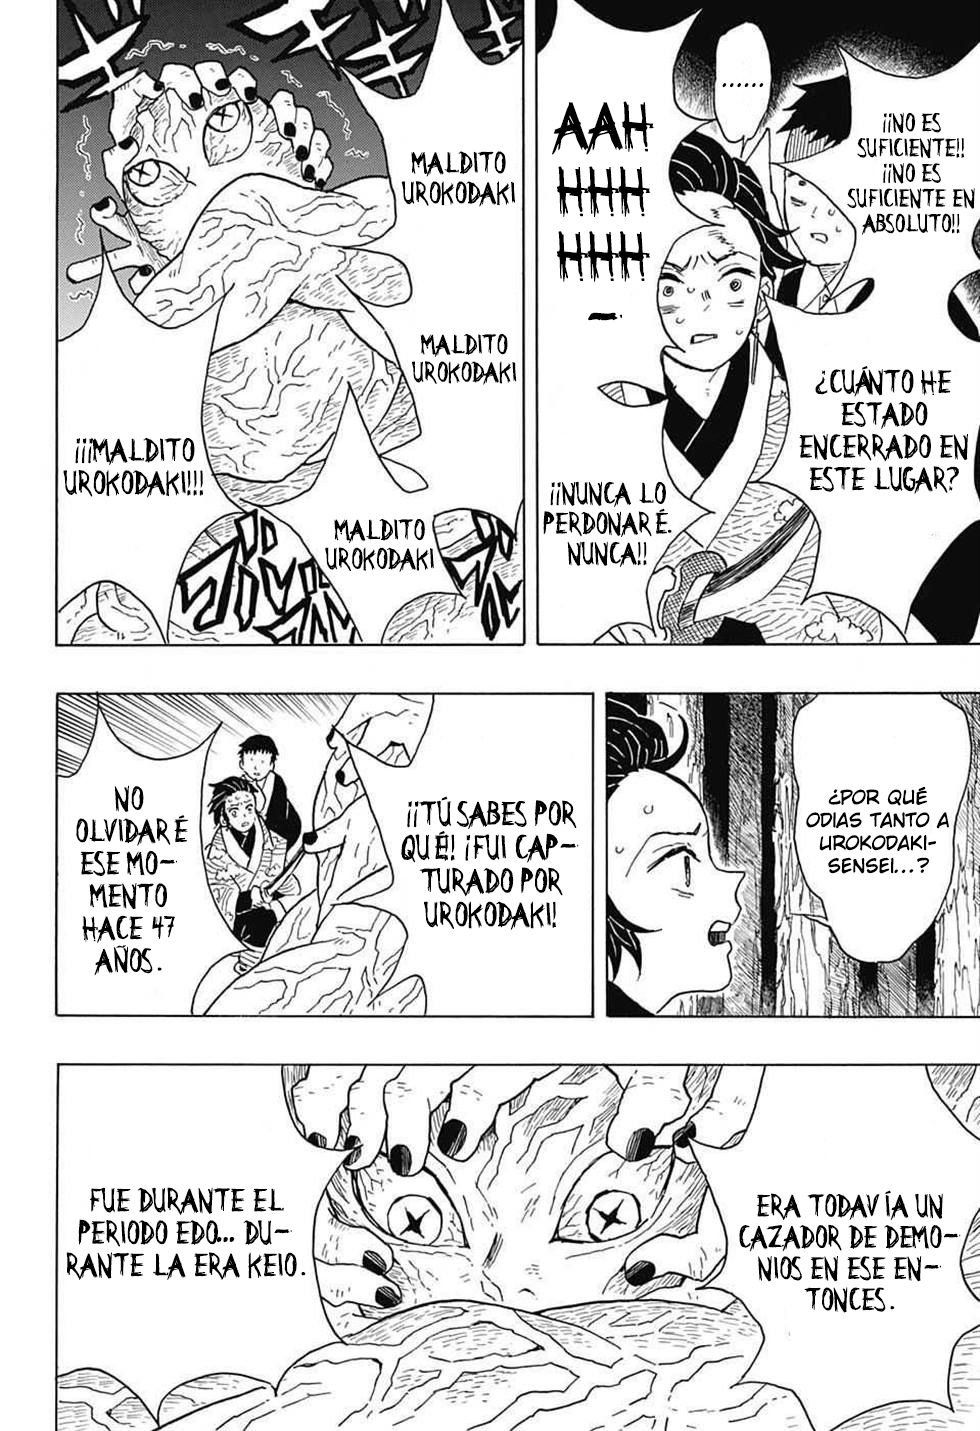 ¡¡NO ES
SUFICIENTE!!
¡¡NO ES
SUFICIENTE EN
ABSOLUTO!!
......
AAH
HHH
HHH
–
¿CUÁNTO HE
ESTADO
ENCERRADO EN
ESTE LUGAR?
¡¡NUNCA LO
PERDONARÉ.
NUNCA!!
MALDITO
UROKODAKI
MALDITO
UROKODAKI
MALDITO
UROKODAKI
¡¡¡MALDITO
UROKODAKI!!!
¿POR QUÉ
ODIAS TANTO A
UROKODAKI-
SENSEI...?
¡¡TÚ SABES POR
QUÉ! ¡FUI CAP-
TURADO POR
UROKODAKI!
NO
OLVIDARÉ
ESE MO-
MENTO
HACE 47
AÑOS.
ERA TODAVÍA UN
CAZADOR DE DEMO-
NIOS EN ESE EN-
TONCES.
FUE DURANTE EL
PERIODO EDO... DU-
RANTE LA ERA KEIO.